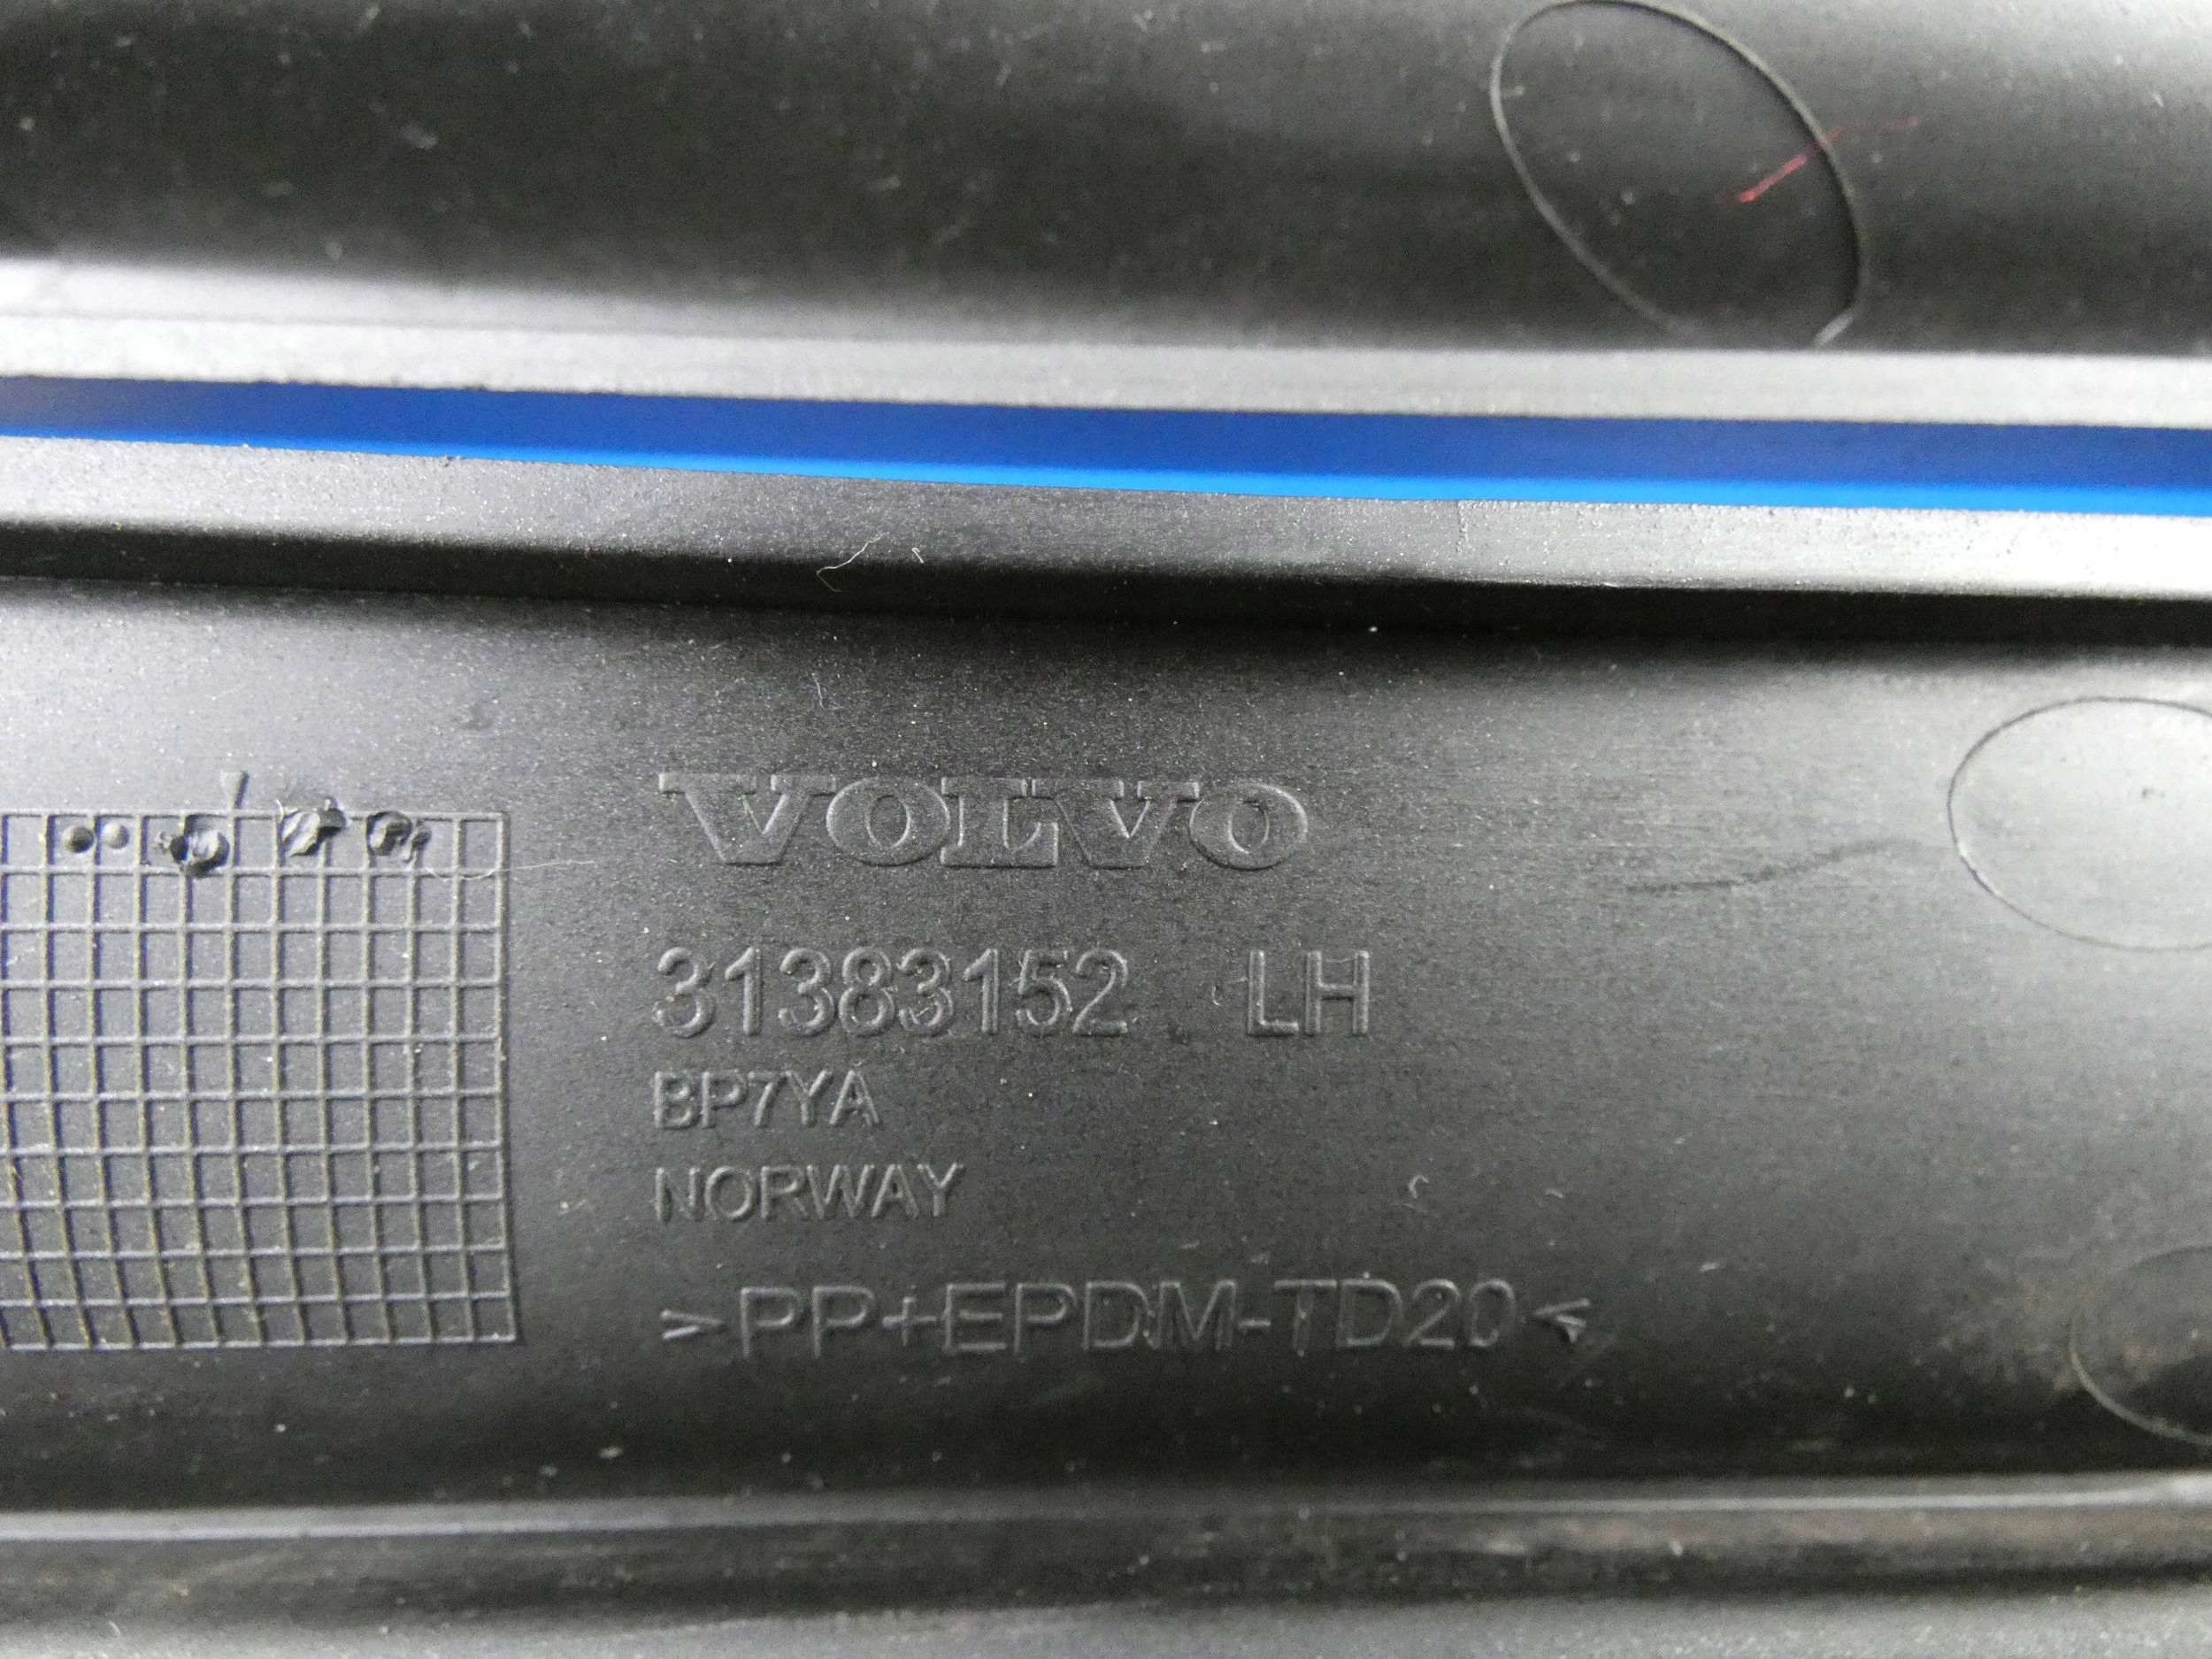 VOLVO
31383152 LH
BP7YA
NORWAY
>PP+EPDM-TD20<